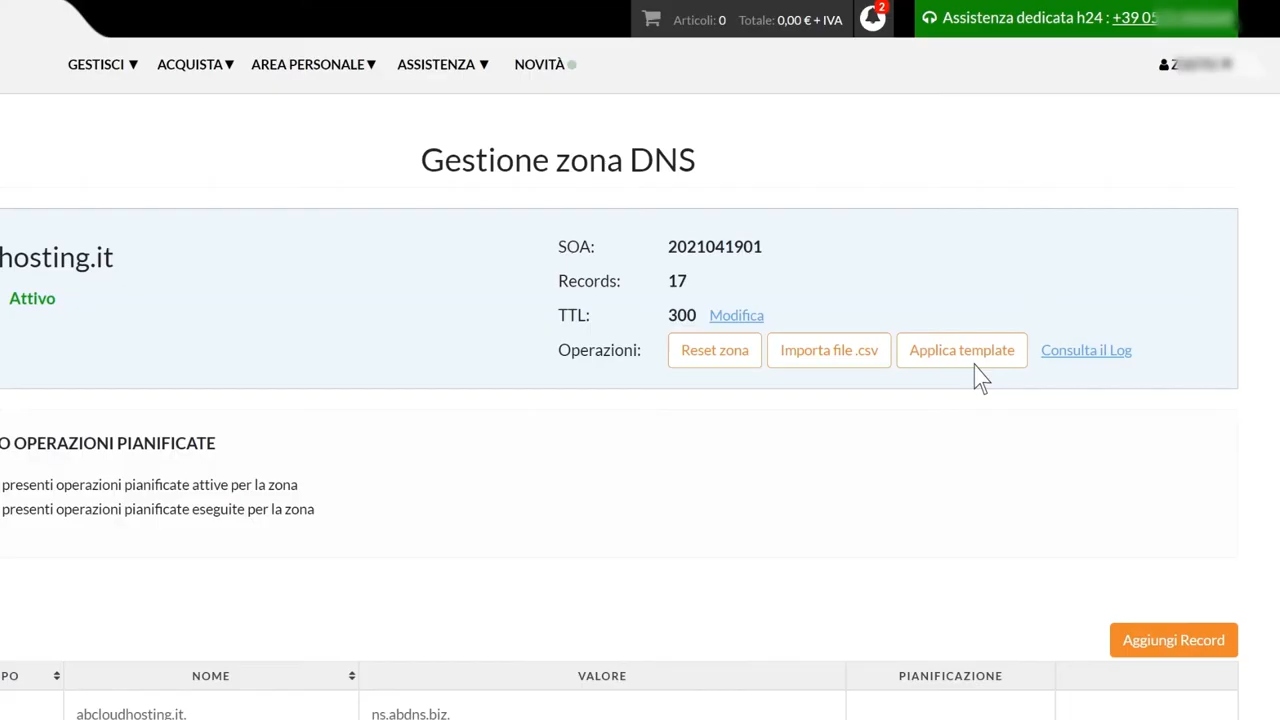 Articoli: 0 Totale: 0,00 € + IVA 2 Assistenza dedicata h24 : +39 05
GESTISCI ▼ ACQUISTA ▼ AREA PERSONALE ▼ ASSISTENZA ▼ NOVITÀ
Gestione zona DNS
hosting.it
Attivo
SOA: 2021041901
Records: 17
TTL: 300 Modifica
Operazioni: Reset zona Importa file .csv Applica template Consulta il Log
O OPERAZIONI PIANIFICATE
presenti operazioni pianificate attive per la zona
presenti operazioni pianificate eseguite per la zona
Aggiungi Record
PO NOME VALORE PIANIFICAZIONE
abcloudhosting.it. ns.abdns.biz.